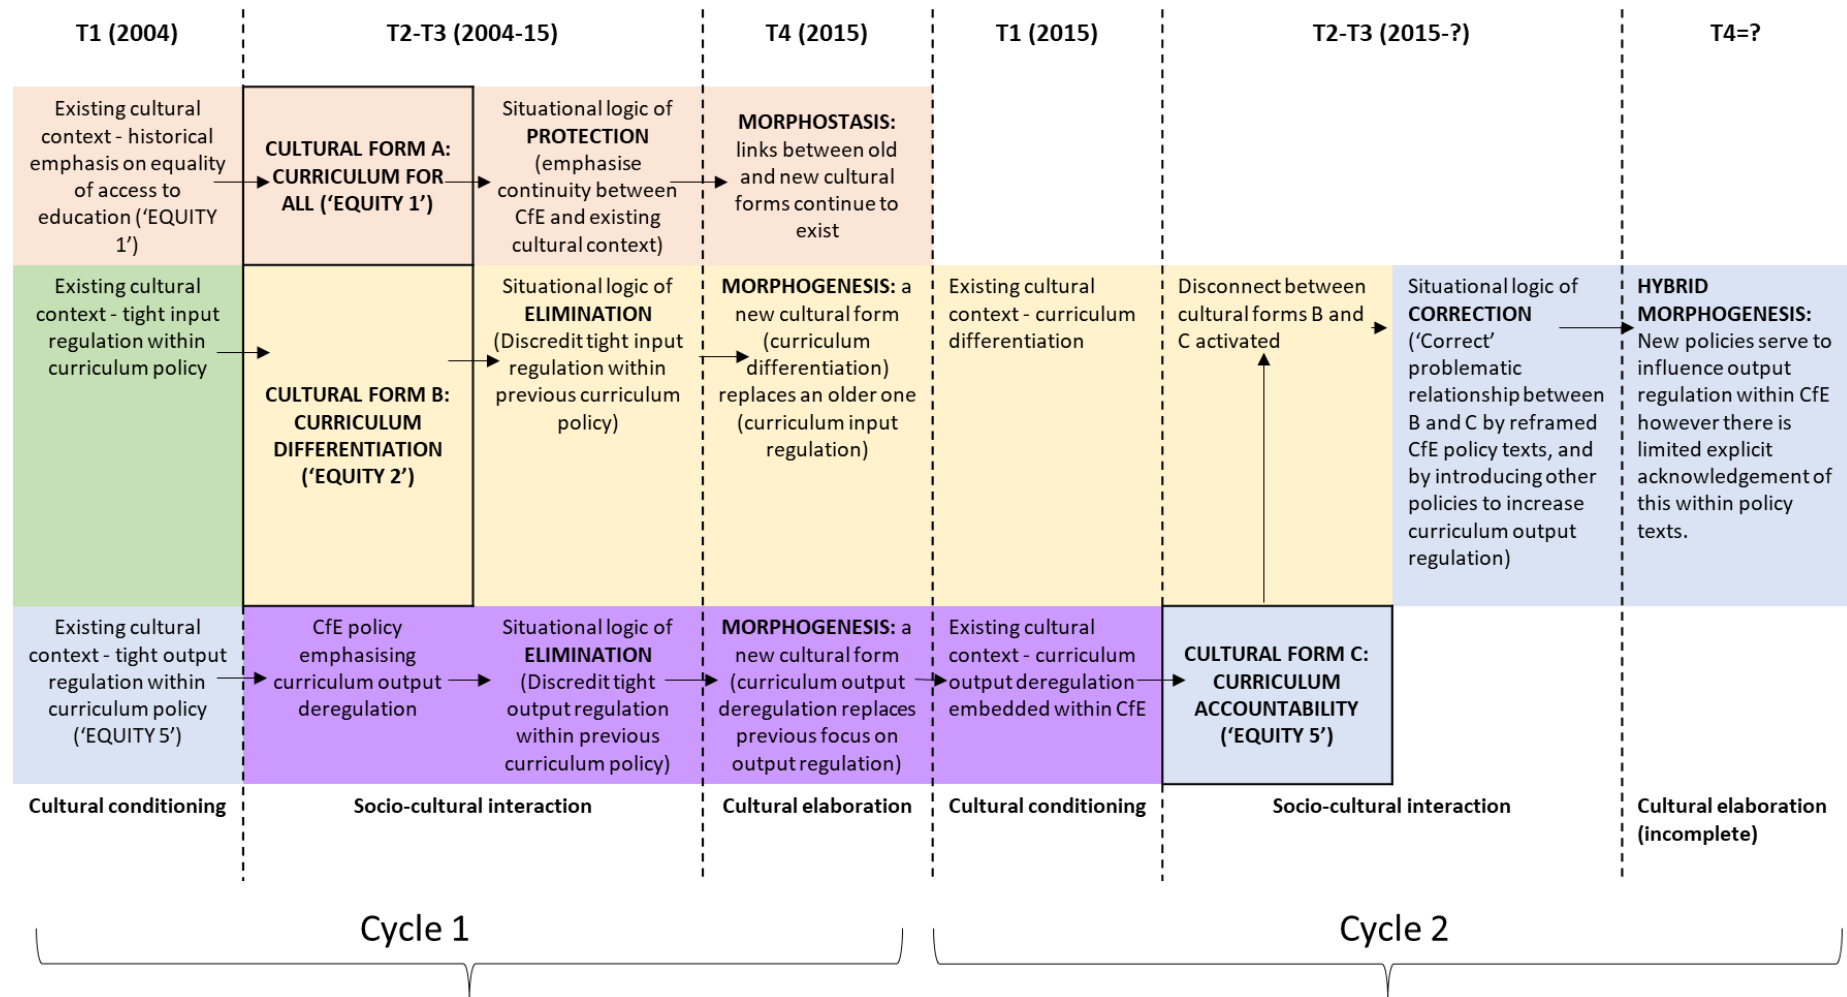 T1 (2004)
T2-T3 (2004-15)
T4 (2015)
T1 (2015)
T2-T3 (2015-?)
T4=?
Existing cultural
context - historical
emphasis on equality
of access to
education (‘EQUITY
1’)
CULTURAL FORM A:
CURRICULUM FOR
ALL (‘EQUITY 1’)
Situational logic of
PROTECTION
(emphasise
continuity between
CfE and existing
cultural context)
MORPHOSTASIS:
links between old
and new cultural
forms continue to
exist
Existing cultural
context - tight input
regulation within
curriculum policy
CULTURAL FORM B:
CURRICULUM
DIFFERENTIATION
(‘EQUITY 2’)
Situational logic of
ELIMINATION
(Discredit tight input
regulation within
previous curriculum
policy)
MORPHOGENESIS: a
new cultural form
(curriculum
differentiation)
replaces an older one
(curriculum input
regulation)
Existing cultural
context - curriculum
differentiation
Disconnect between
cultural forms B and
C activated
Situational logic of
CORRECTION
(‘Correct’
problematic
relationship between
B and C by reframed
CfE policy texts, and
by introducing other
policies to increase
curriculum output
regulation)
HYBRID
MORPHOGENESIS:
New policies serve to
influence output
regulation within CfE
however there is
limited explicit
acknowledgement of
this within policy
texts.
Existing cultural
context - tight output
regulation within
curriculum policy
(‘EQUITY 5’)
CfE policy
emphasising
curriculum output
deregulation
Situational logic of
ELIMINATION
(Discredit tight
output regulation
within previous
curriculum policy)
MORPHOGENESIS: a
new cultural form
(curriculum output
deregulation replaces
previous focus on
output regulation)
Existing cultural
context - curriculum
output deregulation
embedded within CfE
CULTURAL FORM C:
CURRICULUM
ACCOUNTABILITY
(‘EQUITY 5’)
Cultural conditioning
Socio-cultural interaction
Cultural elaboration
Cultural conditioning
Socio-cultural interaction
Cultural elaboration
(incomplete)
Cycle 1
Cycle 2